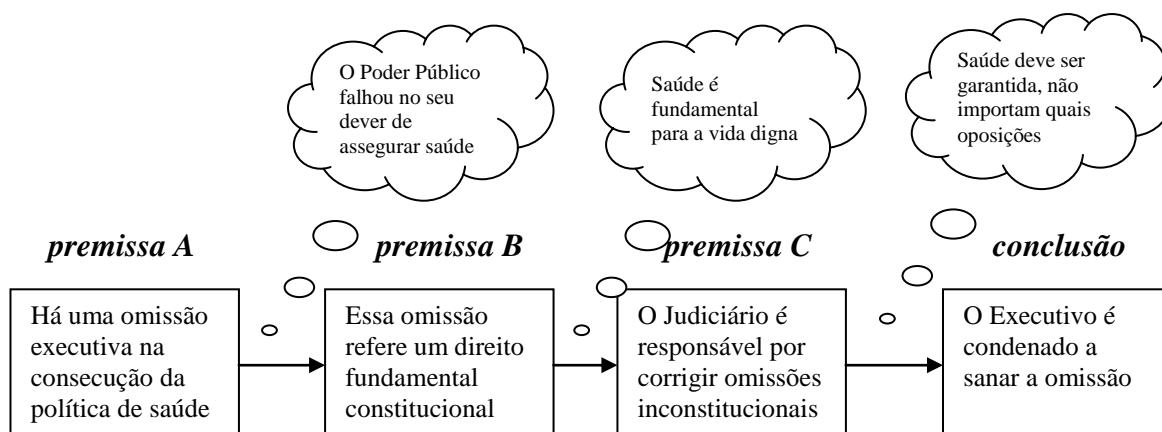 O Poder Público
falhou no seu
dever de
assegurar saúde
Saúde é
fundamental
para a vida digna
Saúde deve ser
garantida, não
importam quais
oposições
premissa A
premissa B
premissa C
conclusão
Há uma omissão
executiva na
consecução da
política de saúde
Essa omissão
refere um direito
fundamental
constitucional
O Judiciário é
responsável por
corrigir omissões
inconstitucionais
O Executivo é
condenado a
sanar a omissão